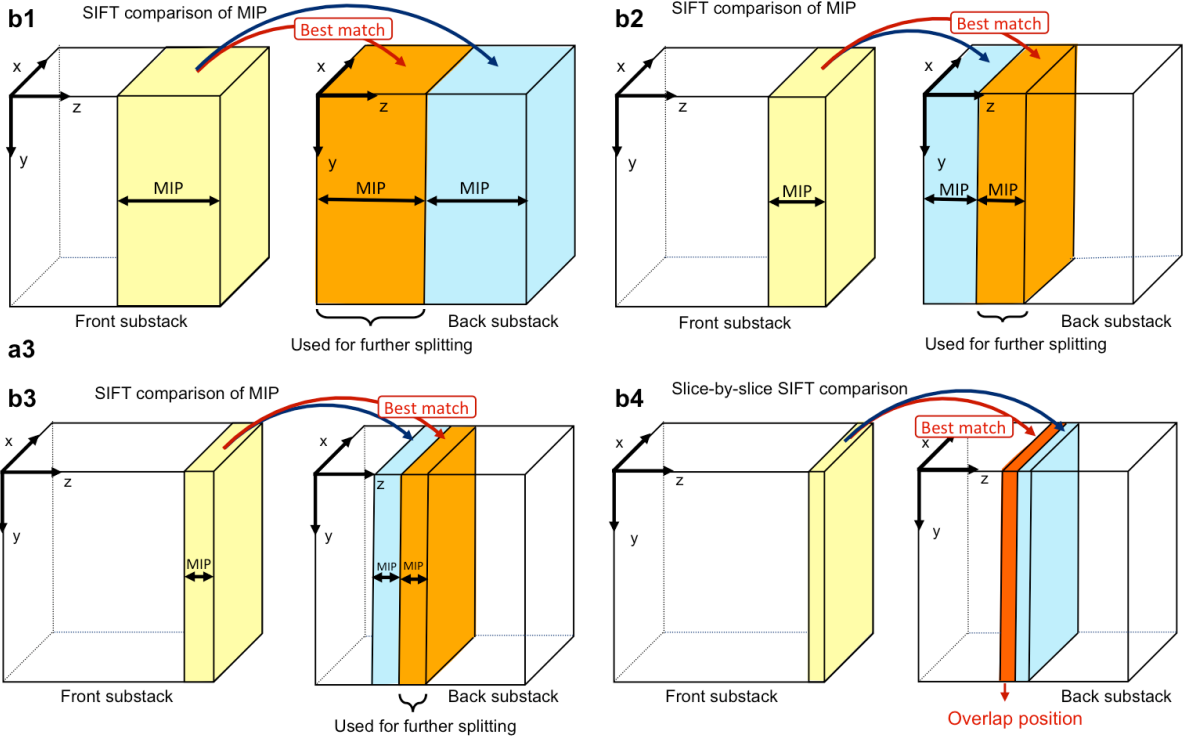 b1
SIFT comparison of MIP
Best match
x
z
y
MIP
Front substack
z
y
MIP
MIP
Back substack
Used for further splitting
b2
SIFT comparison of MIP
Best match
x
z
y
MIP
Front substack
x
z
y
MIP
MIP
Back substack
Used for further splitting
a3
b3
SIFT comparison of MIP
Best match
x
z
y
MIP
Front substack
x
z
y
MIP
MIP
Back substack
Used for further splitting
b4
Slice-by-slice SIFT comparison
Best match
x
z
y
Front substack
x
z
y
Back substack
Overlap position